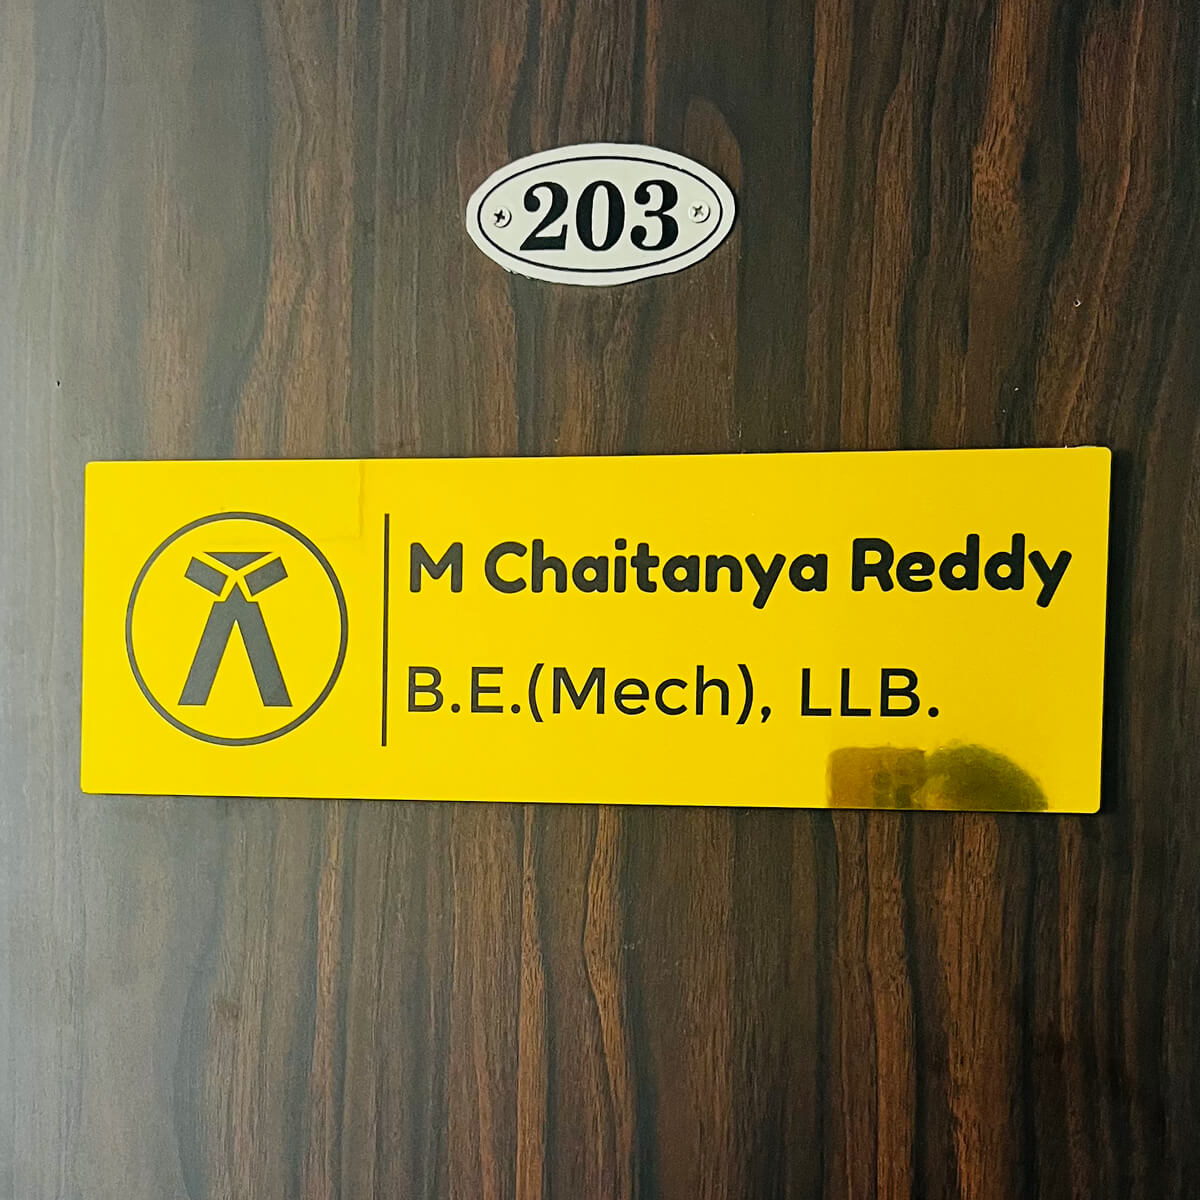 203
M Chaitanya Reddy
B.E.(Mech), LLB.